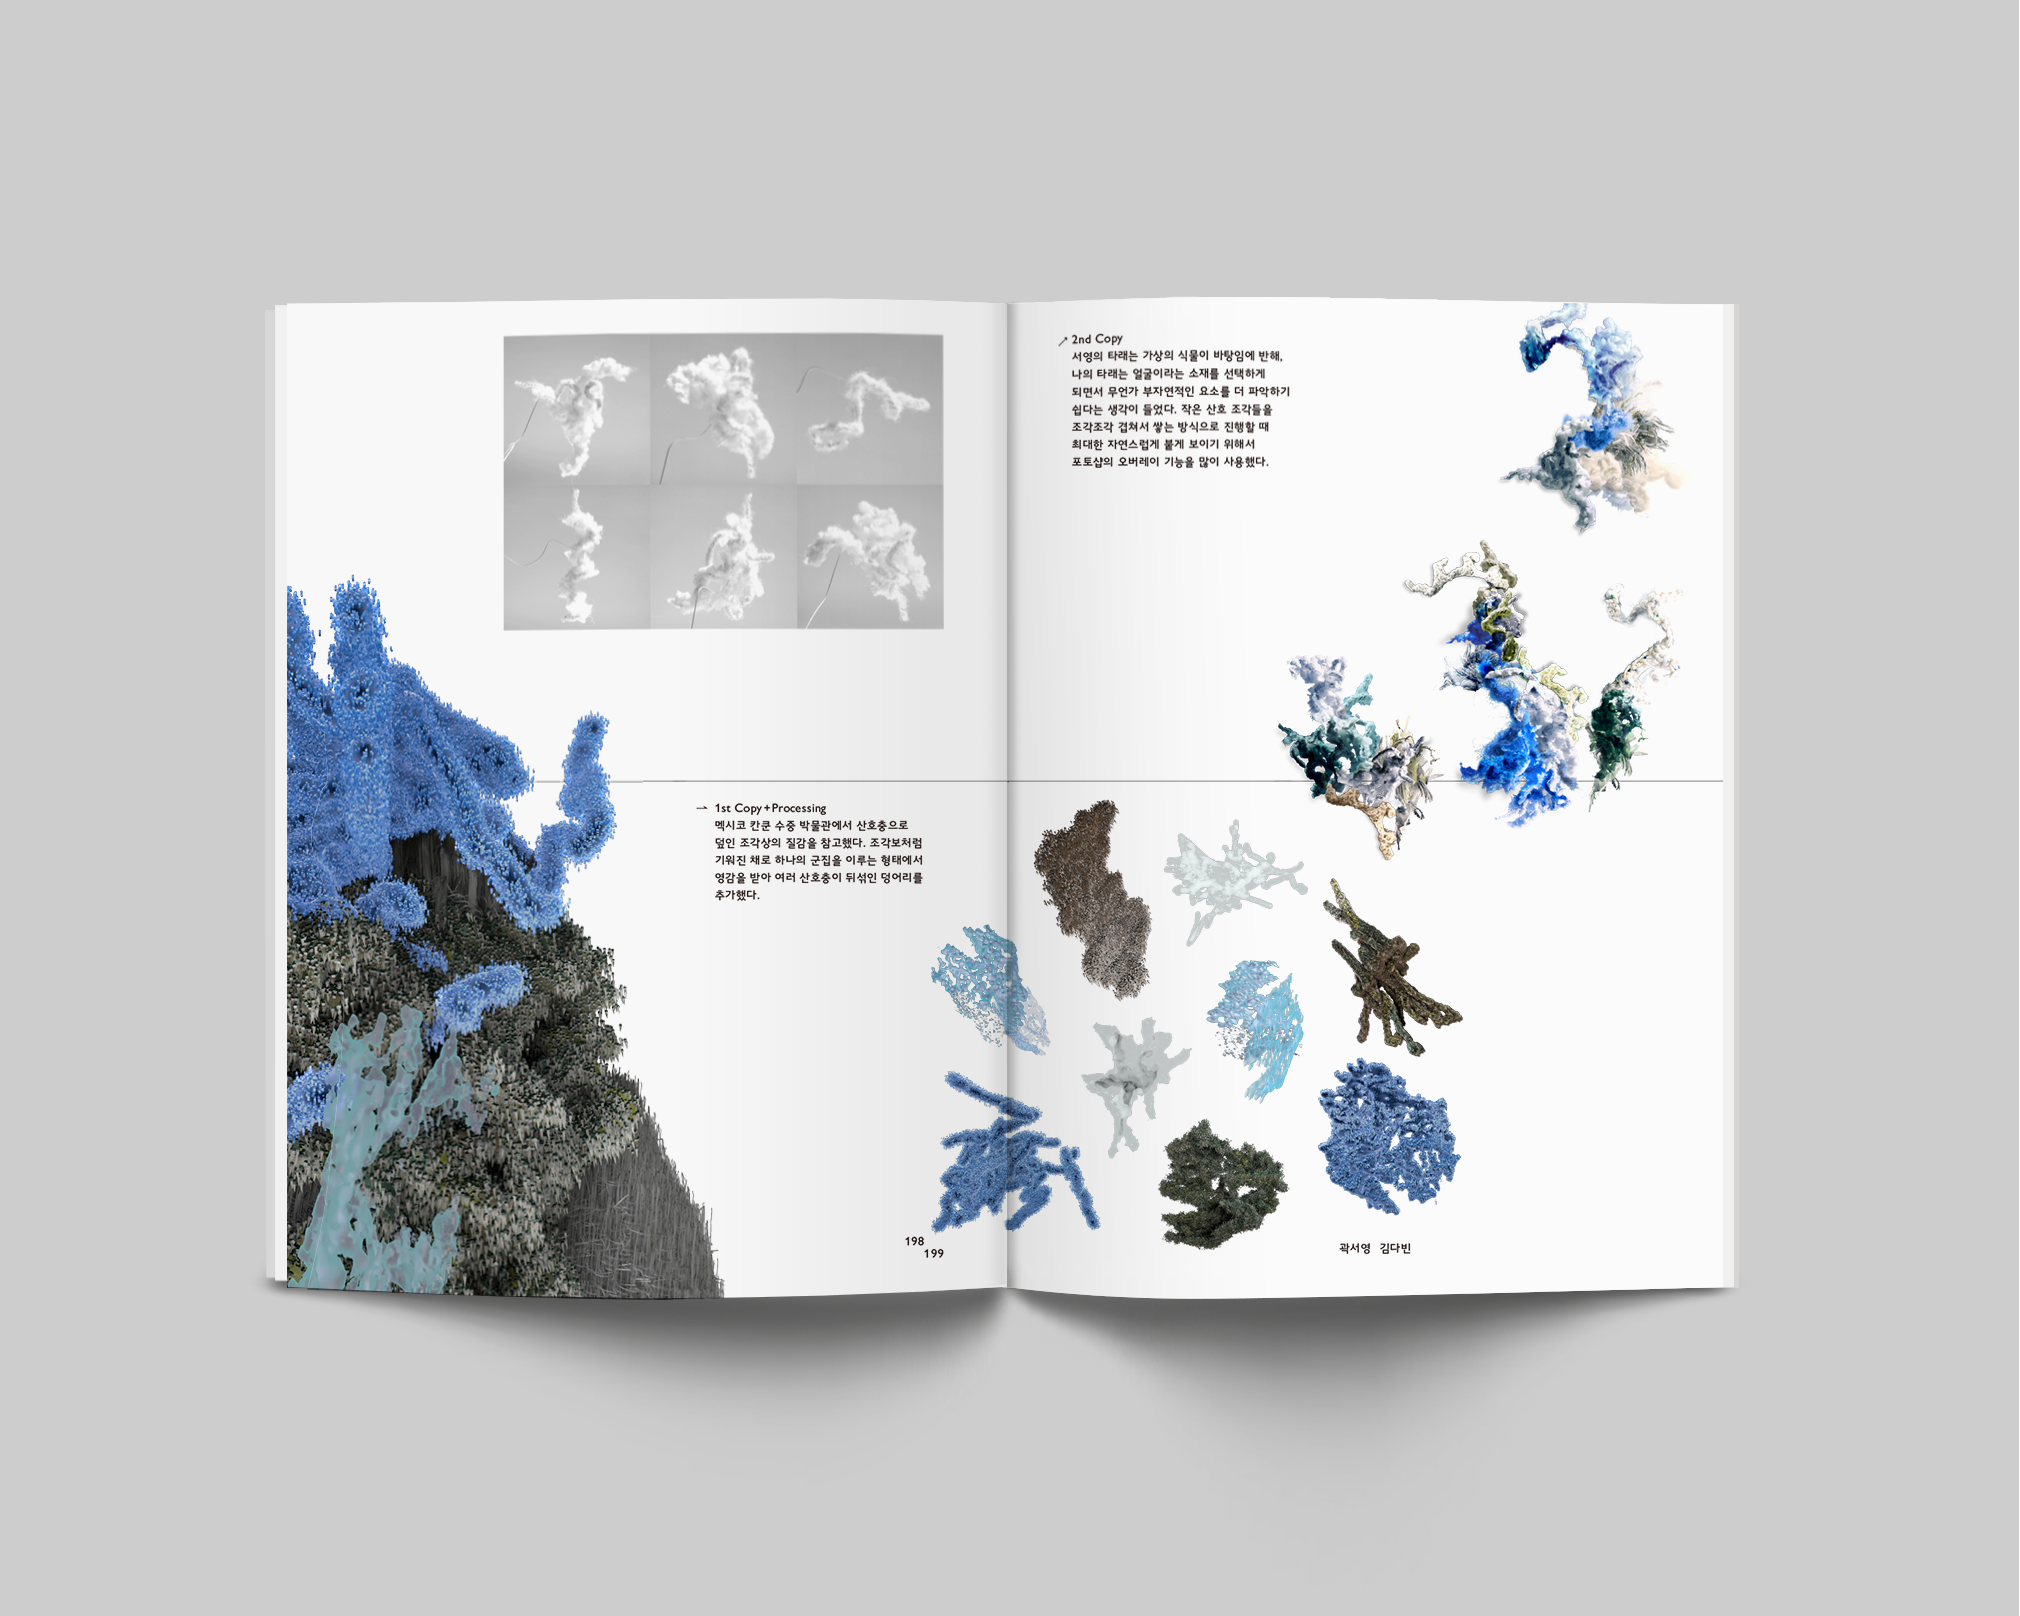 → 1st Copy+Processing
멕시코 칸쿤 수중 박물관에서 산호충으로
덮인 조각상의 질감을 참고했다. 조각보처럼
기워진 채로 하나의 군집을 이루는 형태에서
영감을 받아 여러 산호충이 뒤섞인 덩어리를
추가했다.
198
199
↗ 2nd Copy
서영의 타래는 가상의 식물이 바탕임에 반해,
나의 타래는 얼굴이라는 소재를 선택하게
되면서 무언가 부자연적인 요소를 더 파악하기
쉽다는 생각이 들었다. 작은 산호 조각들을
조각조각 겹쳐서 쌓는 방식으로 진행할 때
최대한 자연스럽게 붙게 보이기 위해서
포토샵의 오버레이 기능을 많이 사용했다.
곽서영 김다빈